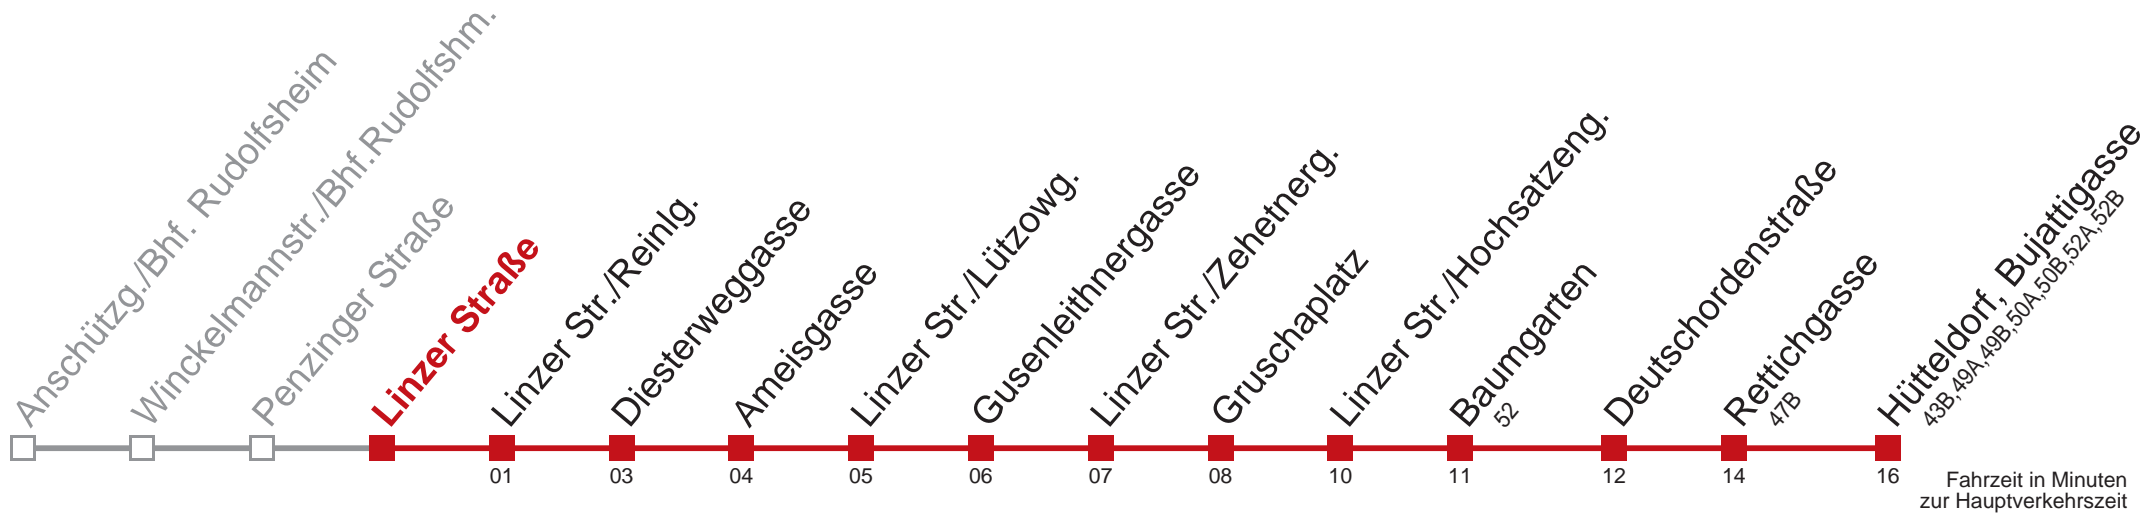 Anschützg./Bhf. Rudolfsheim
Winckelmannstr./Bhf.Rudolfshm.
Penzinger Straße
Linzer Straße
Linzer Str./Reinlg.
Diesterweggasse
Ameisgasse
Linzer Str./Lützowg.
Gusenleithnergasse
Linzer Str./Zehetnerg.
Gruschaplatz
Linzer Str./Hochsatzeng.
Baumgarten
52
Deutschordenstraße
Rettichgasse
47B
Hütteldorf, Bujattigasse
43B,49A,49B,50A,50B,52A,52B
01 03 04 05 06 07 08 10 11 12 14 16
Fahrzeit in Minuten
zur Hauptverkehrszeit